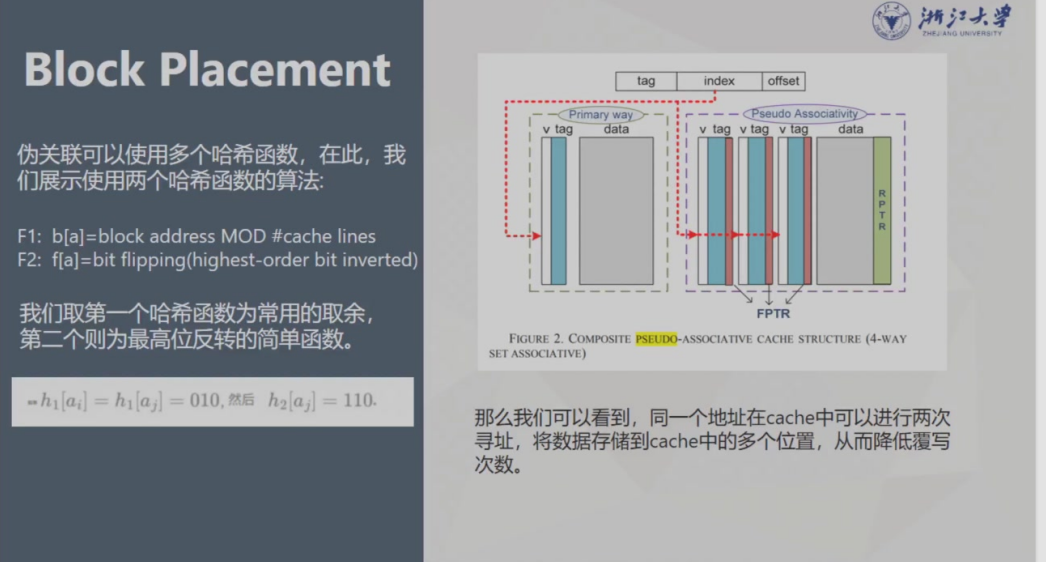 浙江大学
ZHEJIANG UNIVERSITY
Block Placement
伪关联可以使用多个哈希函数，在此，我
们展示使用两个哈希函数的算法:
F1: b[a]=block address MOD #cache lines
F2: f[a]=bit flipping(highest-order bit inverted)
我们取第一个哈希函数为常用的取余，
第二个则为最高位反转的简单函数。
h₁[aᵢ] = h₁[aⱼ] = 010, 然后 h₂[aⱼ] = 110.
tag index offset
Primary way Pseudo Associativity
v tag data v tag v tag v tag data
RPTR
FPTR
FIGURE 2. COMPOSITE PSEUDO-ASSOCIATIVE CACHE STRUCTURE (4-WAY
SET ASSOCIATIVE)
那么我们可以看到，同一个地址在cache中可以进行两次
寻址，将数据存储到cache中的多个位置，从而降低覆写
次数。